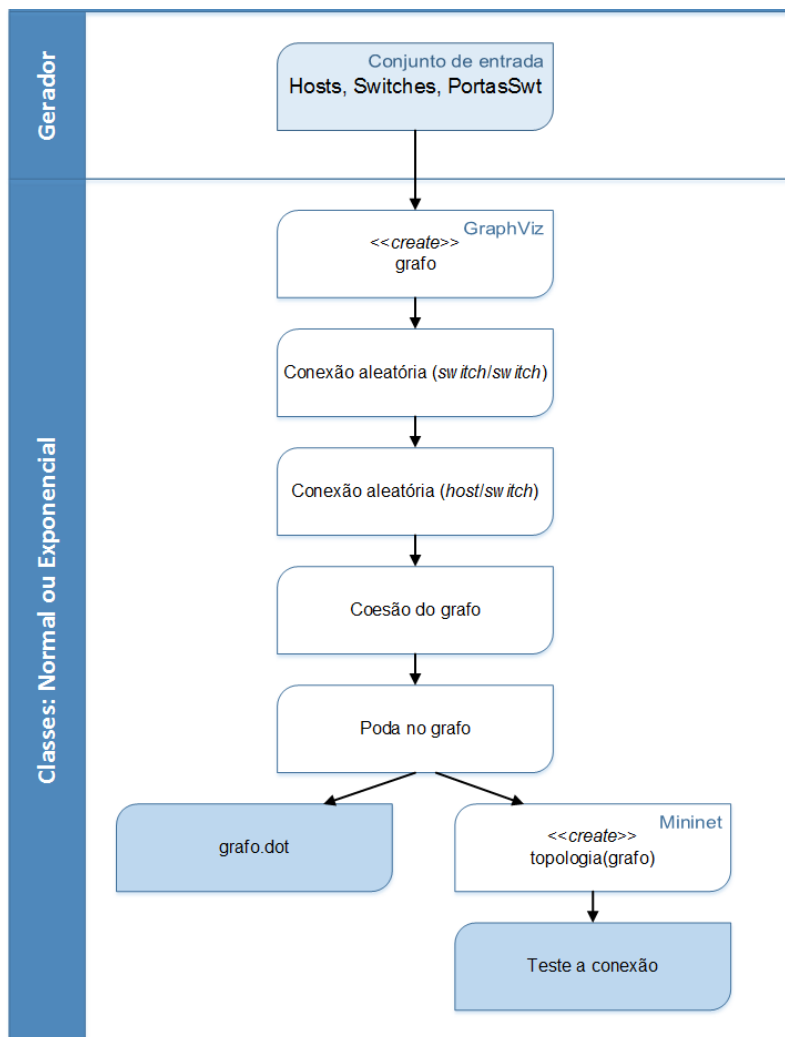 Gerador
Conjunto de entrada
Hosts, Switches, PortasSwt
Classes: Normal ou Exponencial
GraphViz
<<create>>
grafo
Conexão aleatória (switch/switch)
Conexão aleatória (host/switch)
Coesão do grafo
Poda no grafo
grafo.dot
Mininet
<<create>>
topologia(grafo)
Teste a conexão